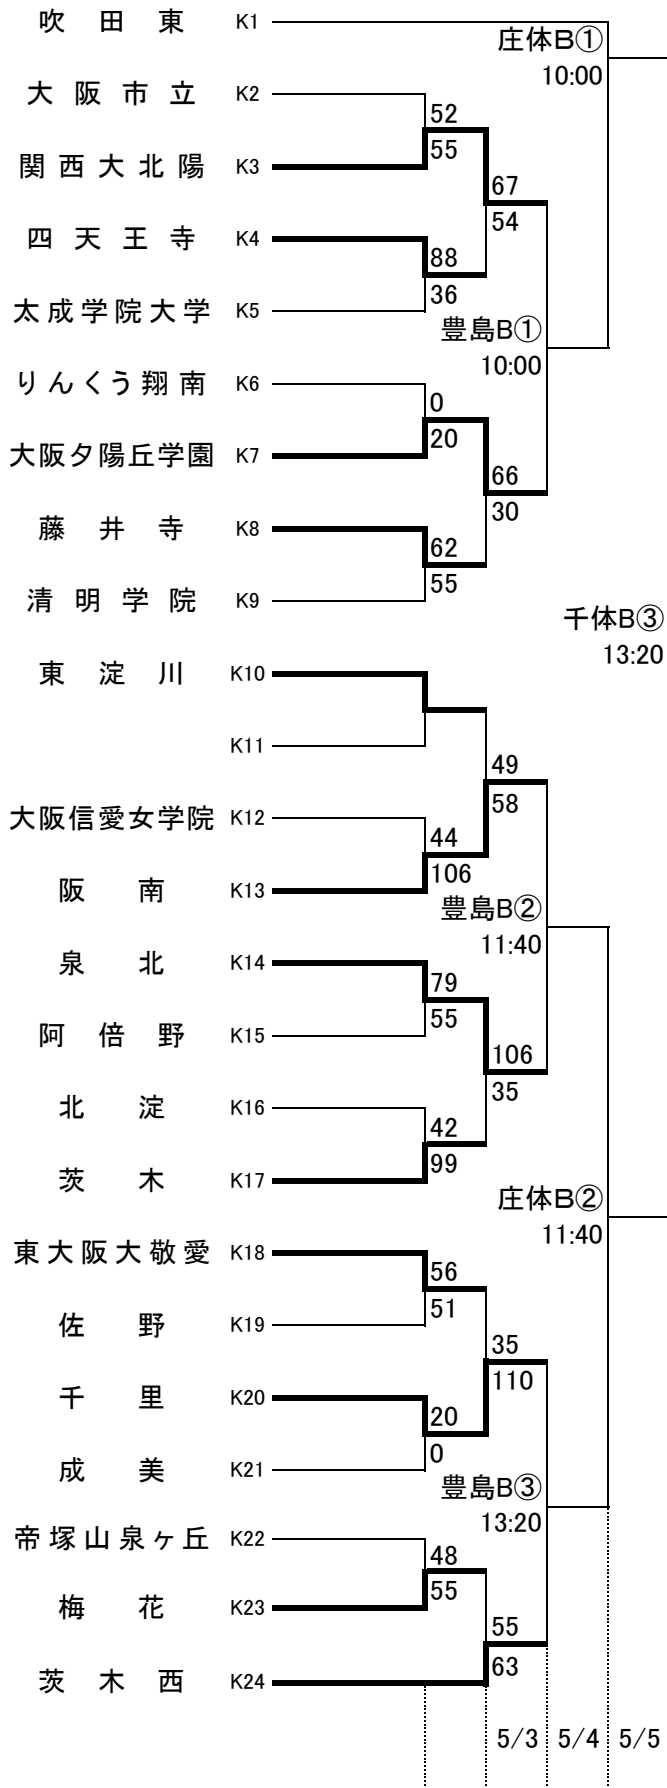 吹田東 K1
庄体B①
10:00
大阪市立 K2
52
55
関西大北陽 K3
67
54
四天王寺 K4
88
36
太成学院大学 K5
豊島B①
10:00
りんくう翔南 K6
0
20
大阪夕陽丘学園 K7
66
30
藤井寺 K8
62
55
清明学院 K9
千体B③
13:20
東淀川 K10
K11
49
58
大阪信愛女学院 K12
44
106
阪南 K13
豊島B②
11:40
泉北 K14
79
55
阿倍野 K15
106
35
北淀 K16
42
99
茨木 K17
庄体B②
11:40
東大阪大敬愛 K18
56
51
佐野 K19
35
110
千里 K20
20
0
成美 K21
豊島B③
13:20
帝塚山泉ヶ丘 K22
48
55
梅花 K23
55
63
茨木西 K24
5/3 5/4 5/5